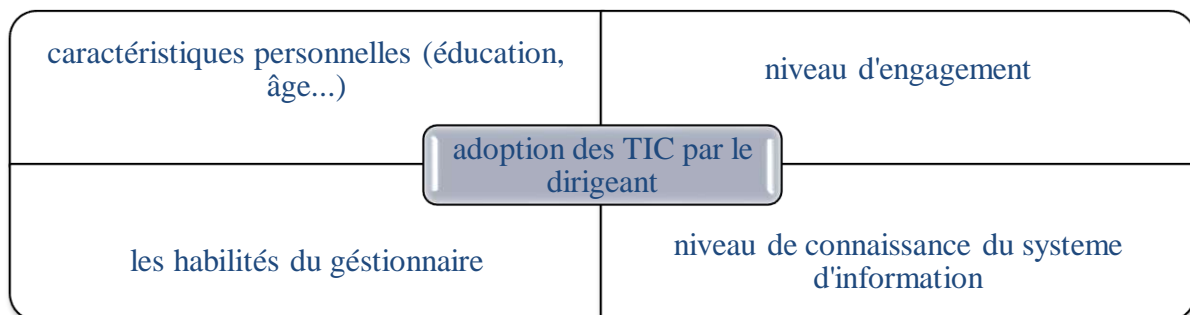 caractéristiques personnelles (éducation,
âge...)
niveau d'engagement
adoption des TIC par le
dirigeant
les habilités du géstionnaire
niveau de connaissance du systeme
d'information